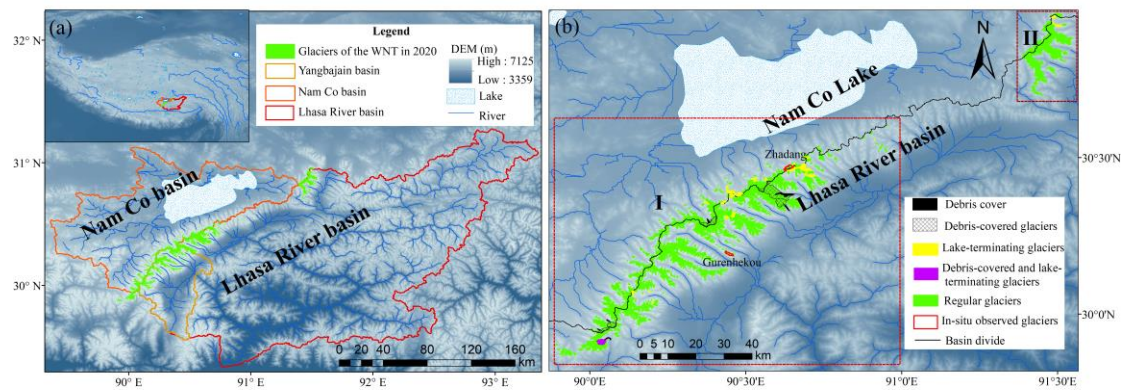 (a)
32° N
31° N
30° N
90° E
91° E
92° E
93° E
Legend
Glaciers of the WNT in 2020
Yangbajain basin
Nam Co basin
Lhasa River basin
DEM (m)
High : 7125
Low : 3359
Lake
River
Nam Co basin
Lhasa River basin
0 20 40 80 120 160
km
(b)
N
II
I
Nam Co Lake
Zhadang
Lhasa River basin
Gurenhekou
30°30'E
30°0'E
90°0'E
90°30'E
91°0'E
91°30'E
Debris cover
Debris-covered glaciers
Lake-terminating glaciers
Debris-covered and lake-
terminating glaciers
Regular glaciers
In-situ observed glaciers
Basin divide
0 5 10 20 30 40
km